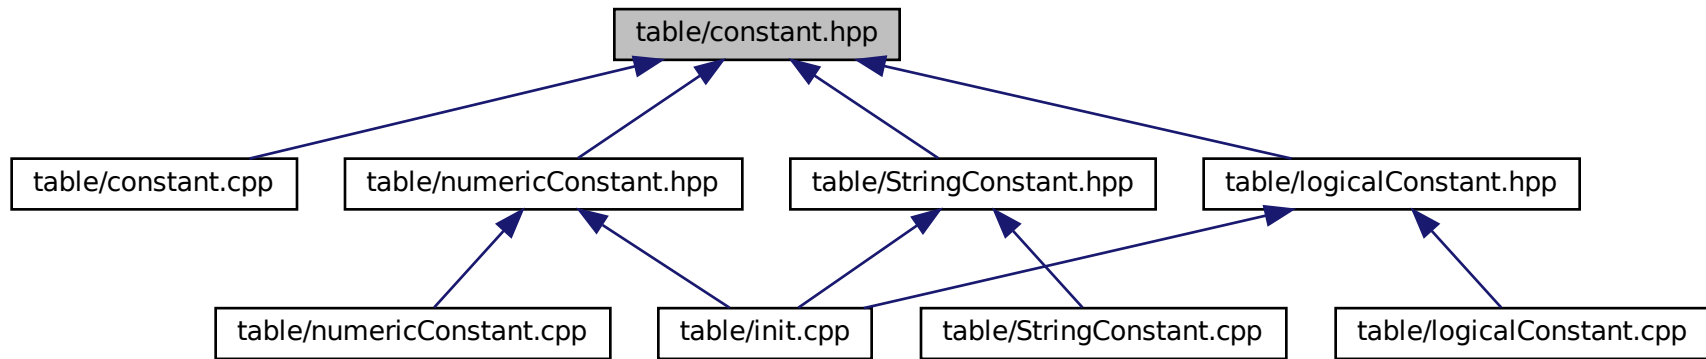 table/constant.hpp
table/constant.cpp
table/numericConstant.hpp
table/StringConstant.hpp
table/logicalConstant.hpp
table/numericConstant.cpp
table/init.cpp
table/StringConstant.cpp
table/logicalConstant.cpp